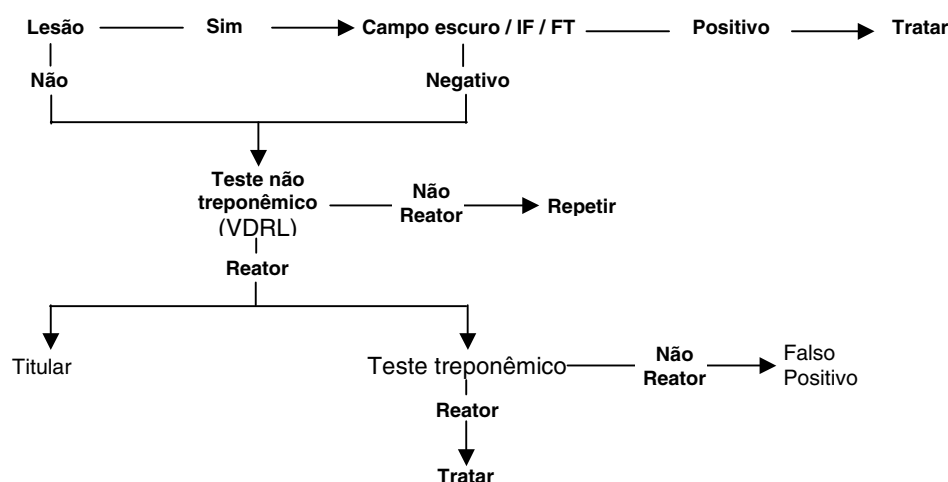 Lesão Sim Campo escuro / IF / FT Positivo Tratar
Não Negativo
Teste não
treponêmico
(VDRL)
Não
Reator
Repetir
Reator
Titular
Teste treponêmico
Não
Reator
Falso
Positivo
Reator
Tratar